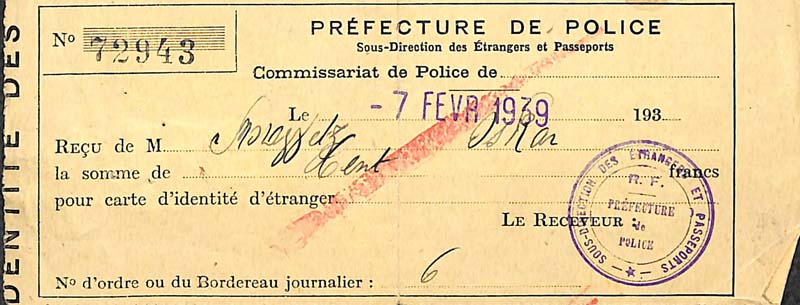 DENTITÉ DES
N° 72943
PRÉFECTURE DE POLICE
Sous-Direction des Étrangers et Passeports
Commissariat de Police de
Le - 7 FEVR 1939 193
REÇU de M Oskar
la somme de Cent francs
pour carte d'identité d'étranger.
LE RECEVEUR :
SOUS-DIRECTION DES ÉTRANGERS ET PASSEPORTS
R. F.
PRÉFECTURE
de
POLICE
N° d'ordre ou du Bordereau journalier : 6